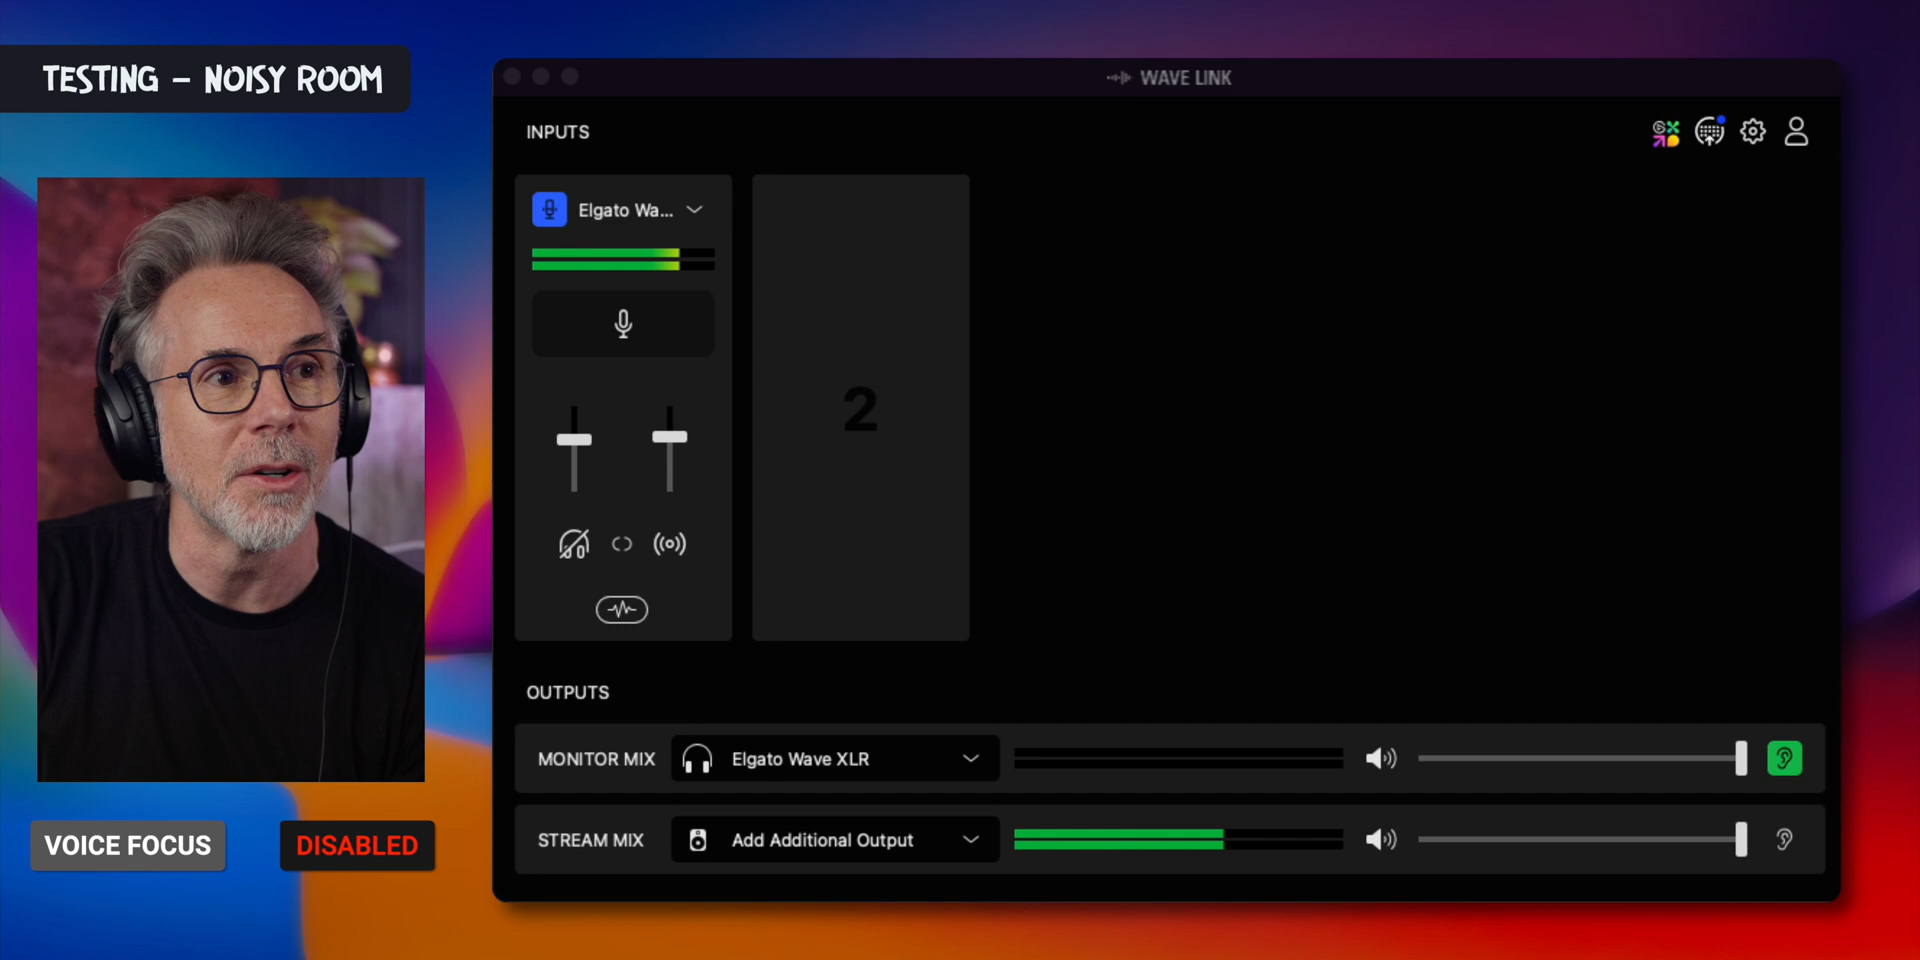 TESTING – NOISY ROOM
WAVE LINK
INPUTS
Elgato Wa...
2
OUTPUTS
MONITOR MIX
Elgato Wave XLR
STREAM MIX
Add Additional Output
VOICE FOCUS
DISABLED